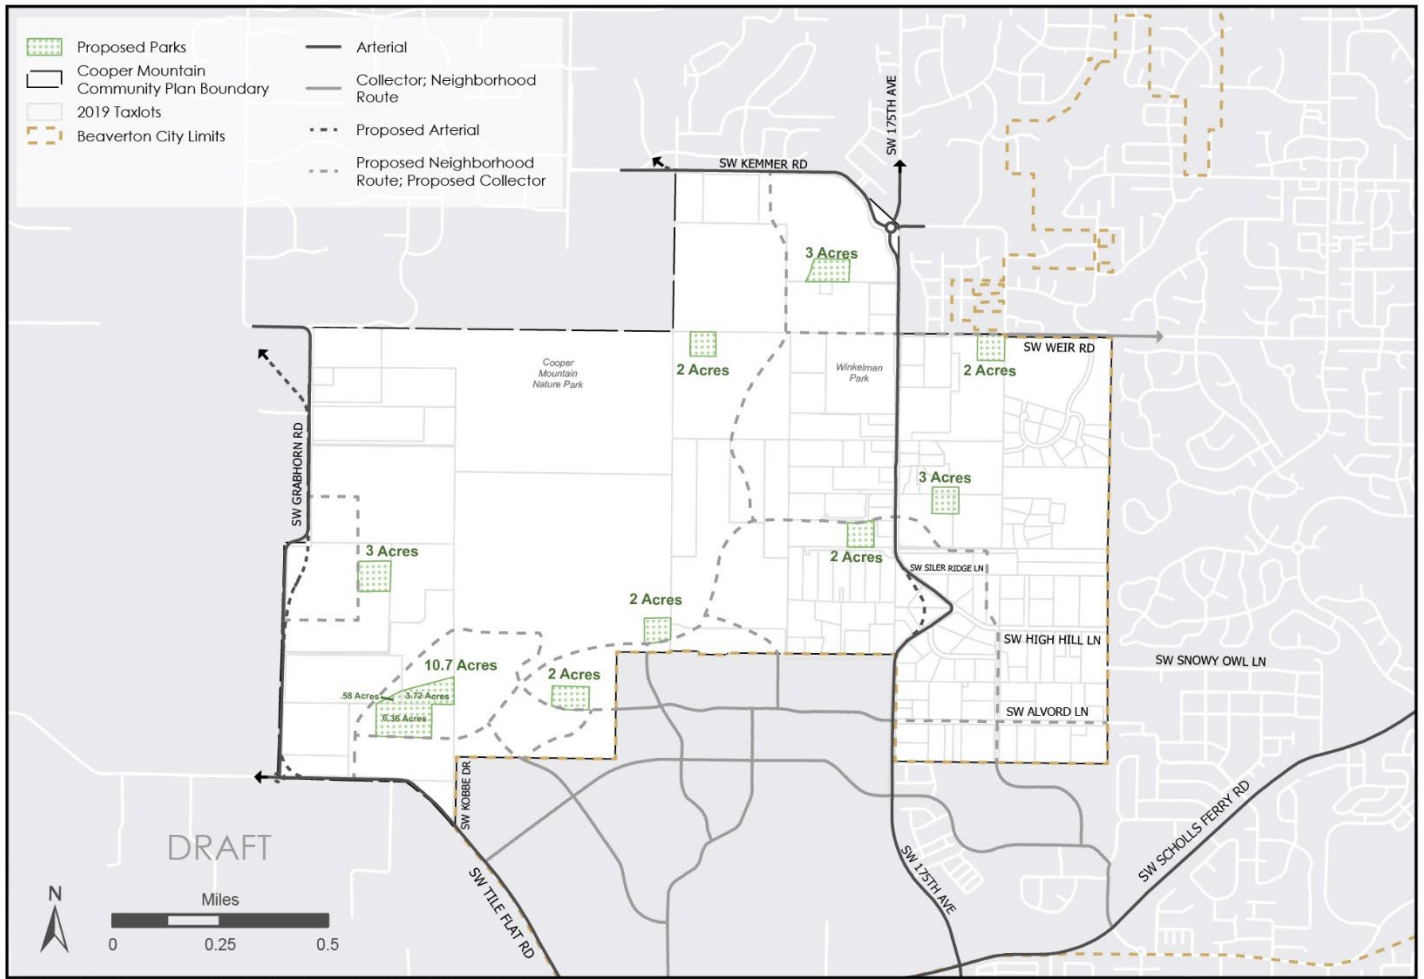 Proposed Parks
Cooper Mountain
Community Plan Boundary
2019 Taxlots
Beaverton City Limits
Arterial
Collector; Neighborhood
Route
Proposed Arterial
Proposed Neighborhood
Route; Proposed Collector
SW 175TH AVE
SW KEMMER RD
3 Acres
SW WEIR RD
2 Acres
Cooper
Mountain
Nature Park
2 Acres
Winkelman
Park
SW GRABHORN RD
3 Acres
3 Acres
2 Acres
SW SILER RIDGE LN
2 Acres
SW HIGH HILL LN
SW SNOWY OWL LN
10.7 Acres
.58 Acres
3.72 Acres
6.36 Acres
2 Acres
SW ALVORD LN
SW KOBBE DR
SW TILE FLAT RD
SW 175TH AVE
SW SCHOLLS FERRY RD
DRAFT
N
Miles
0 0.25 0.5